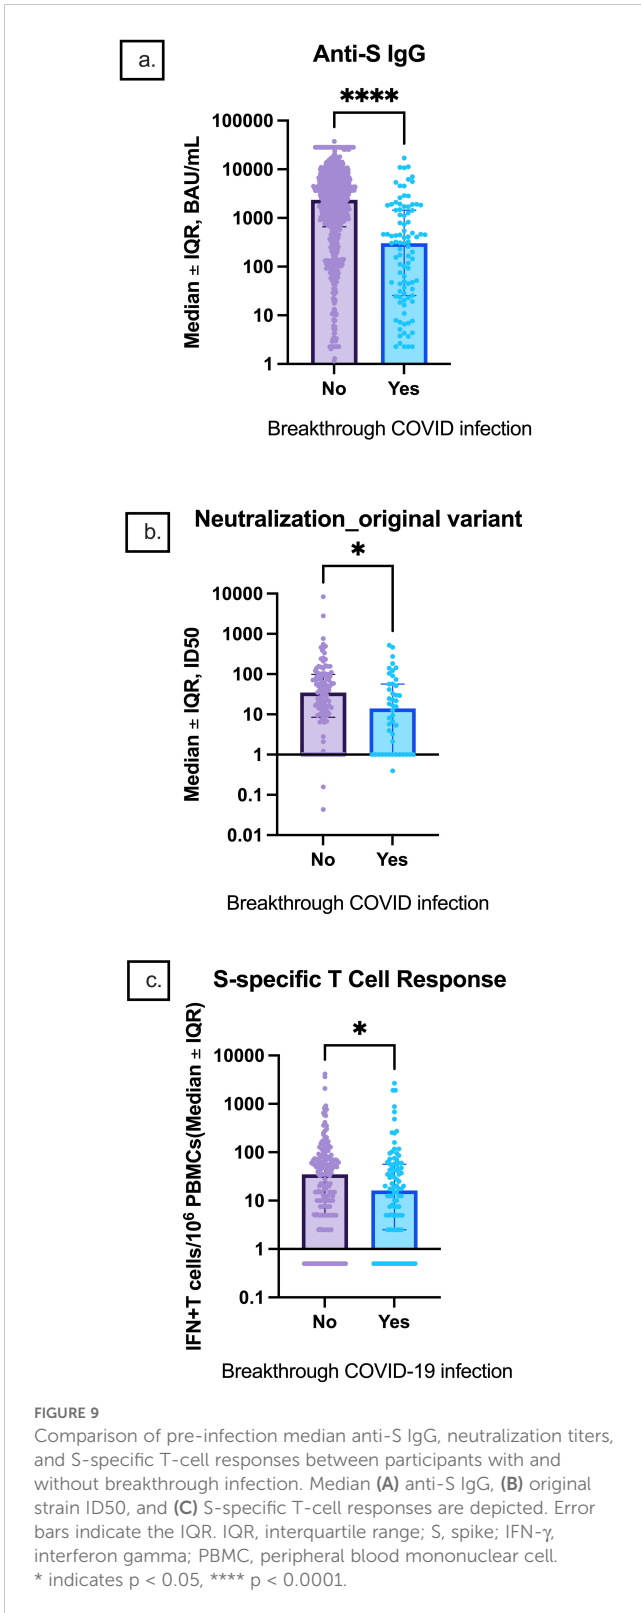 a.
Anti-S IgG
****
Median ± IQR, BAU/mL
100000
10000
1000
100
10
1
No Yes
Breakthrough COVID infection
b.
Neutralization_original variant
*
Median ± IQR, ID50
10000
1000
100
10
1
0.1
0.01
No Yes
Breakthrough COVID infection
c.
S-specific T Cell Response
*
IFN+T cells/10⁶ PBMCs(Median ± IQR)
10000
1000
100
10
1
0.1
No Yes
Breakthrough COVID-19 infection
FIGURE 9
Comparison of pre-infection median anti-S IgG, neutralization titers,
and S-specific T-cell responses between participants with and
without breakthrough infection. Median (A) anti-S IgG, (B) original
strain ID50, and (C) S-specific T-cell responses are depicted. Error
bars indicate the IQR. IQR, interquartile range; S, spike; IFN-γ,
interferon gamma; PBMC, peripheral blood mononuclear cell.
* indicates p < 0.05, **** p < 0.0001.